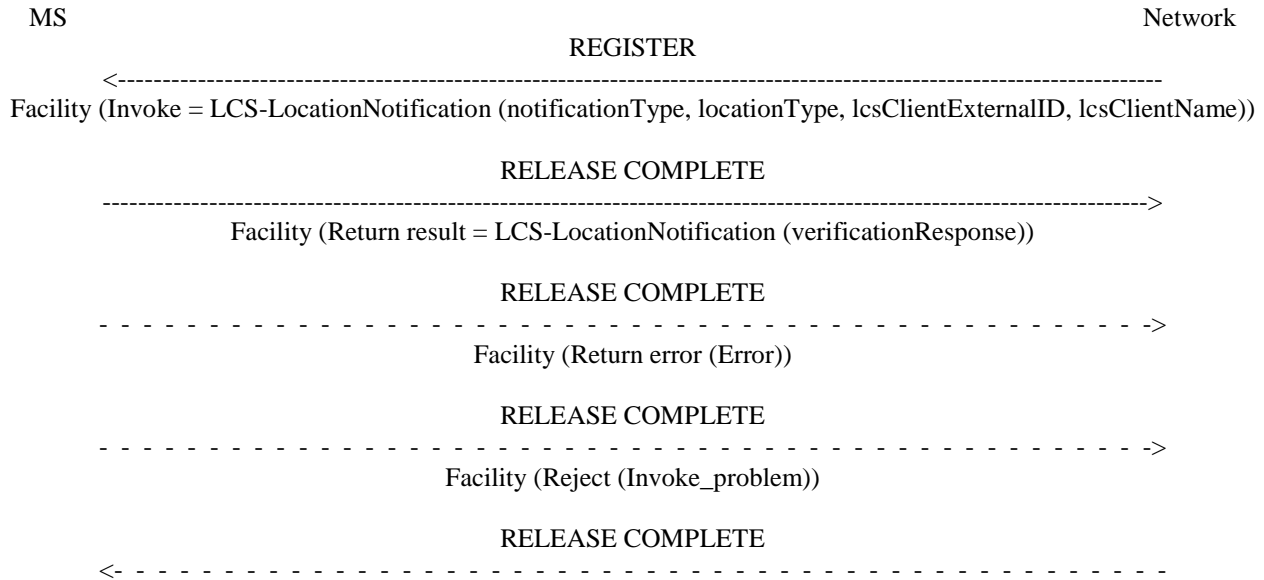 MS Network
REGISTER
<------------------------------------------------------------------------------------------------------------------------
Facility (Invoke = LCS-LocationNotification (notificationType, locationType, lcsClientExternalID, lcsClientName))
RELEASE COMPLETE
------------------------------------------------------------------------------------------------------------------------>
Facility (Return result = LCS-LocationNotification (verificationResponse))
RELEASE COMPLETE
- - - - - - - - - - - - - - - - - - - - - - - - - - - - - - - - - - - - - - - - - - - - - - - - ->
Facility (Return error (Error))
RELEASE COMPLETE
- - - - - - - - - - - - - - - - - - - - - - - - - - - - - - - - - - - - - - - - - - - - - - - - ->
Facility (Reject (Invoke_problem))
RELEASE COMPLETE
<- - - - - - - - - - - - - - - - - - - - - - - - - - - - - - - - - - - - - - - - - - - - - - - - -